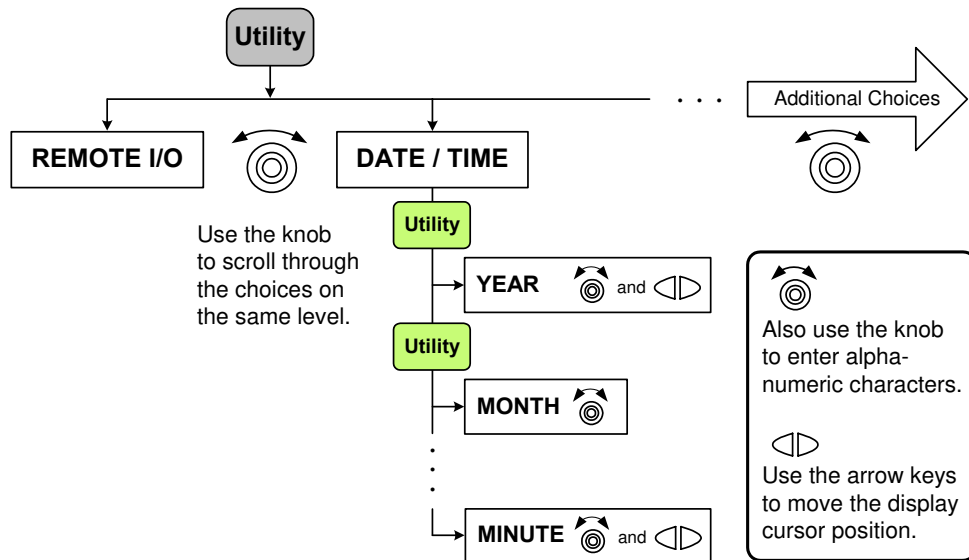 Utility
. . .
Additional Choices
REMOTE I/O
DATE / TIME
Use the knob
to scroll through
the choices on
the same level.
Utility
YEAR and
Utility
MONTH
MINUTE and
Also use the knob
to enter alpha-
numeric characters.
Use the arrow keys
to move the display
cursor position.